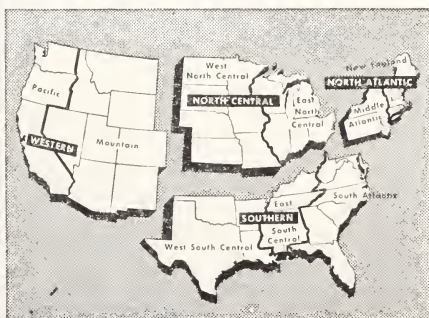 Pacific
WESTERN
Mountain
West
North Central
NORTH CENTRAL
East
North
Central
New England
NORTH ATLANTIC
Middle
Atlantic
East
SOUTHERN
South
Central
South Atlantic
West South Central